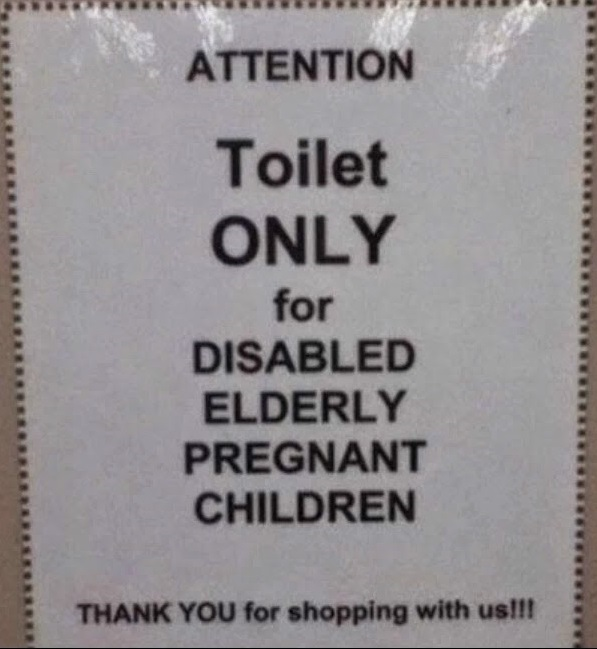 ATTENTION
Toilet
ONLY
for
DISABLED
ELDERLY
PREGNANT
CHILDREN
THANK YOU for shopping with us!!!